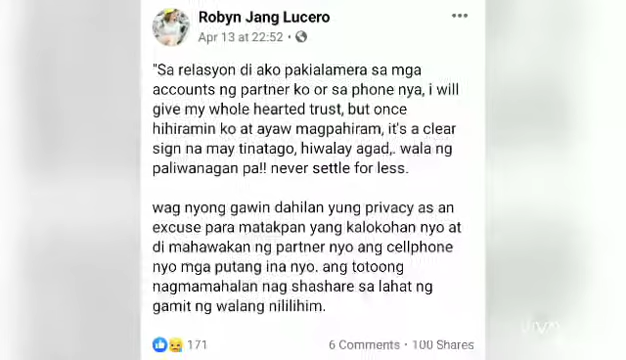 Robyn Jang Lucero
Apr 13 at 22:52 •
"Sa relasyon di ako pakialamera sa mga
accounts ng partner ko or sa phone nya, i will
give my whole hearted trust, but once
hihiramin ko at ayaw magpahiram, it's a clear
sign na may tinatago, hiwalay agad,. wala ng
paliwanagan pa!! never settle for less.
wag nyong gawin dahilan yung privacy as an
excuse para matakpan yang kalokohan nyo at
di mahawakan ng partner nyo ang cellphone
nyo mga putang ina nyo. ang totoong
nagmamahalan nag shashare sa lahat ng
gamit ng walang nililihim.
171
6 Comments • 100 Shares